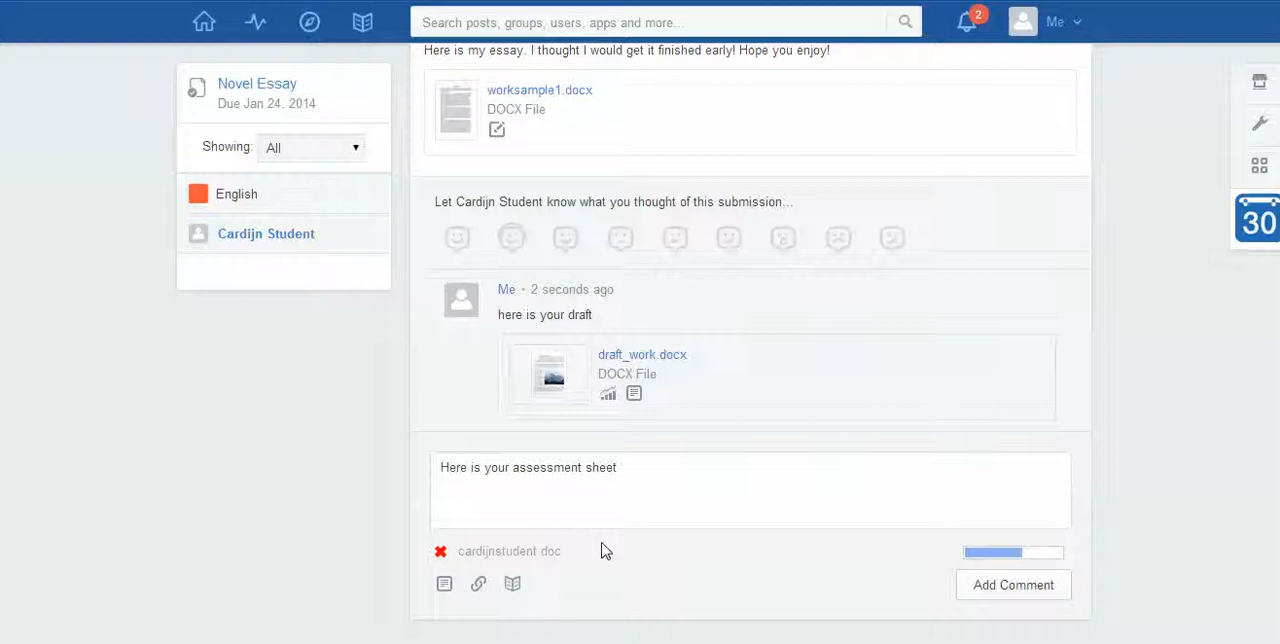 Search posts, groups, users, apps and more...
2
Me
Here is my essay. I thought I would get it finished early! Hope you enjoy!
Novel Essay
Due Jan 24, 2014
Showing: All
English
Cardijn Student
worksample1.docx
DOCX File
Let Cardijn Student know what you thought of this submission...
Me • 2 seconds ago
here is your draft
draft_work.docx
DOCX File
Here is your assessment sheet
cardijnstudent doc
Add Comment
30